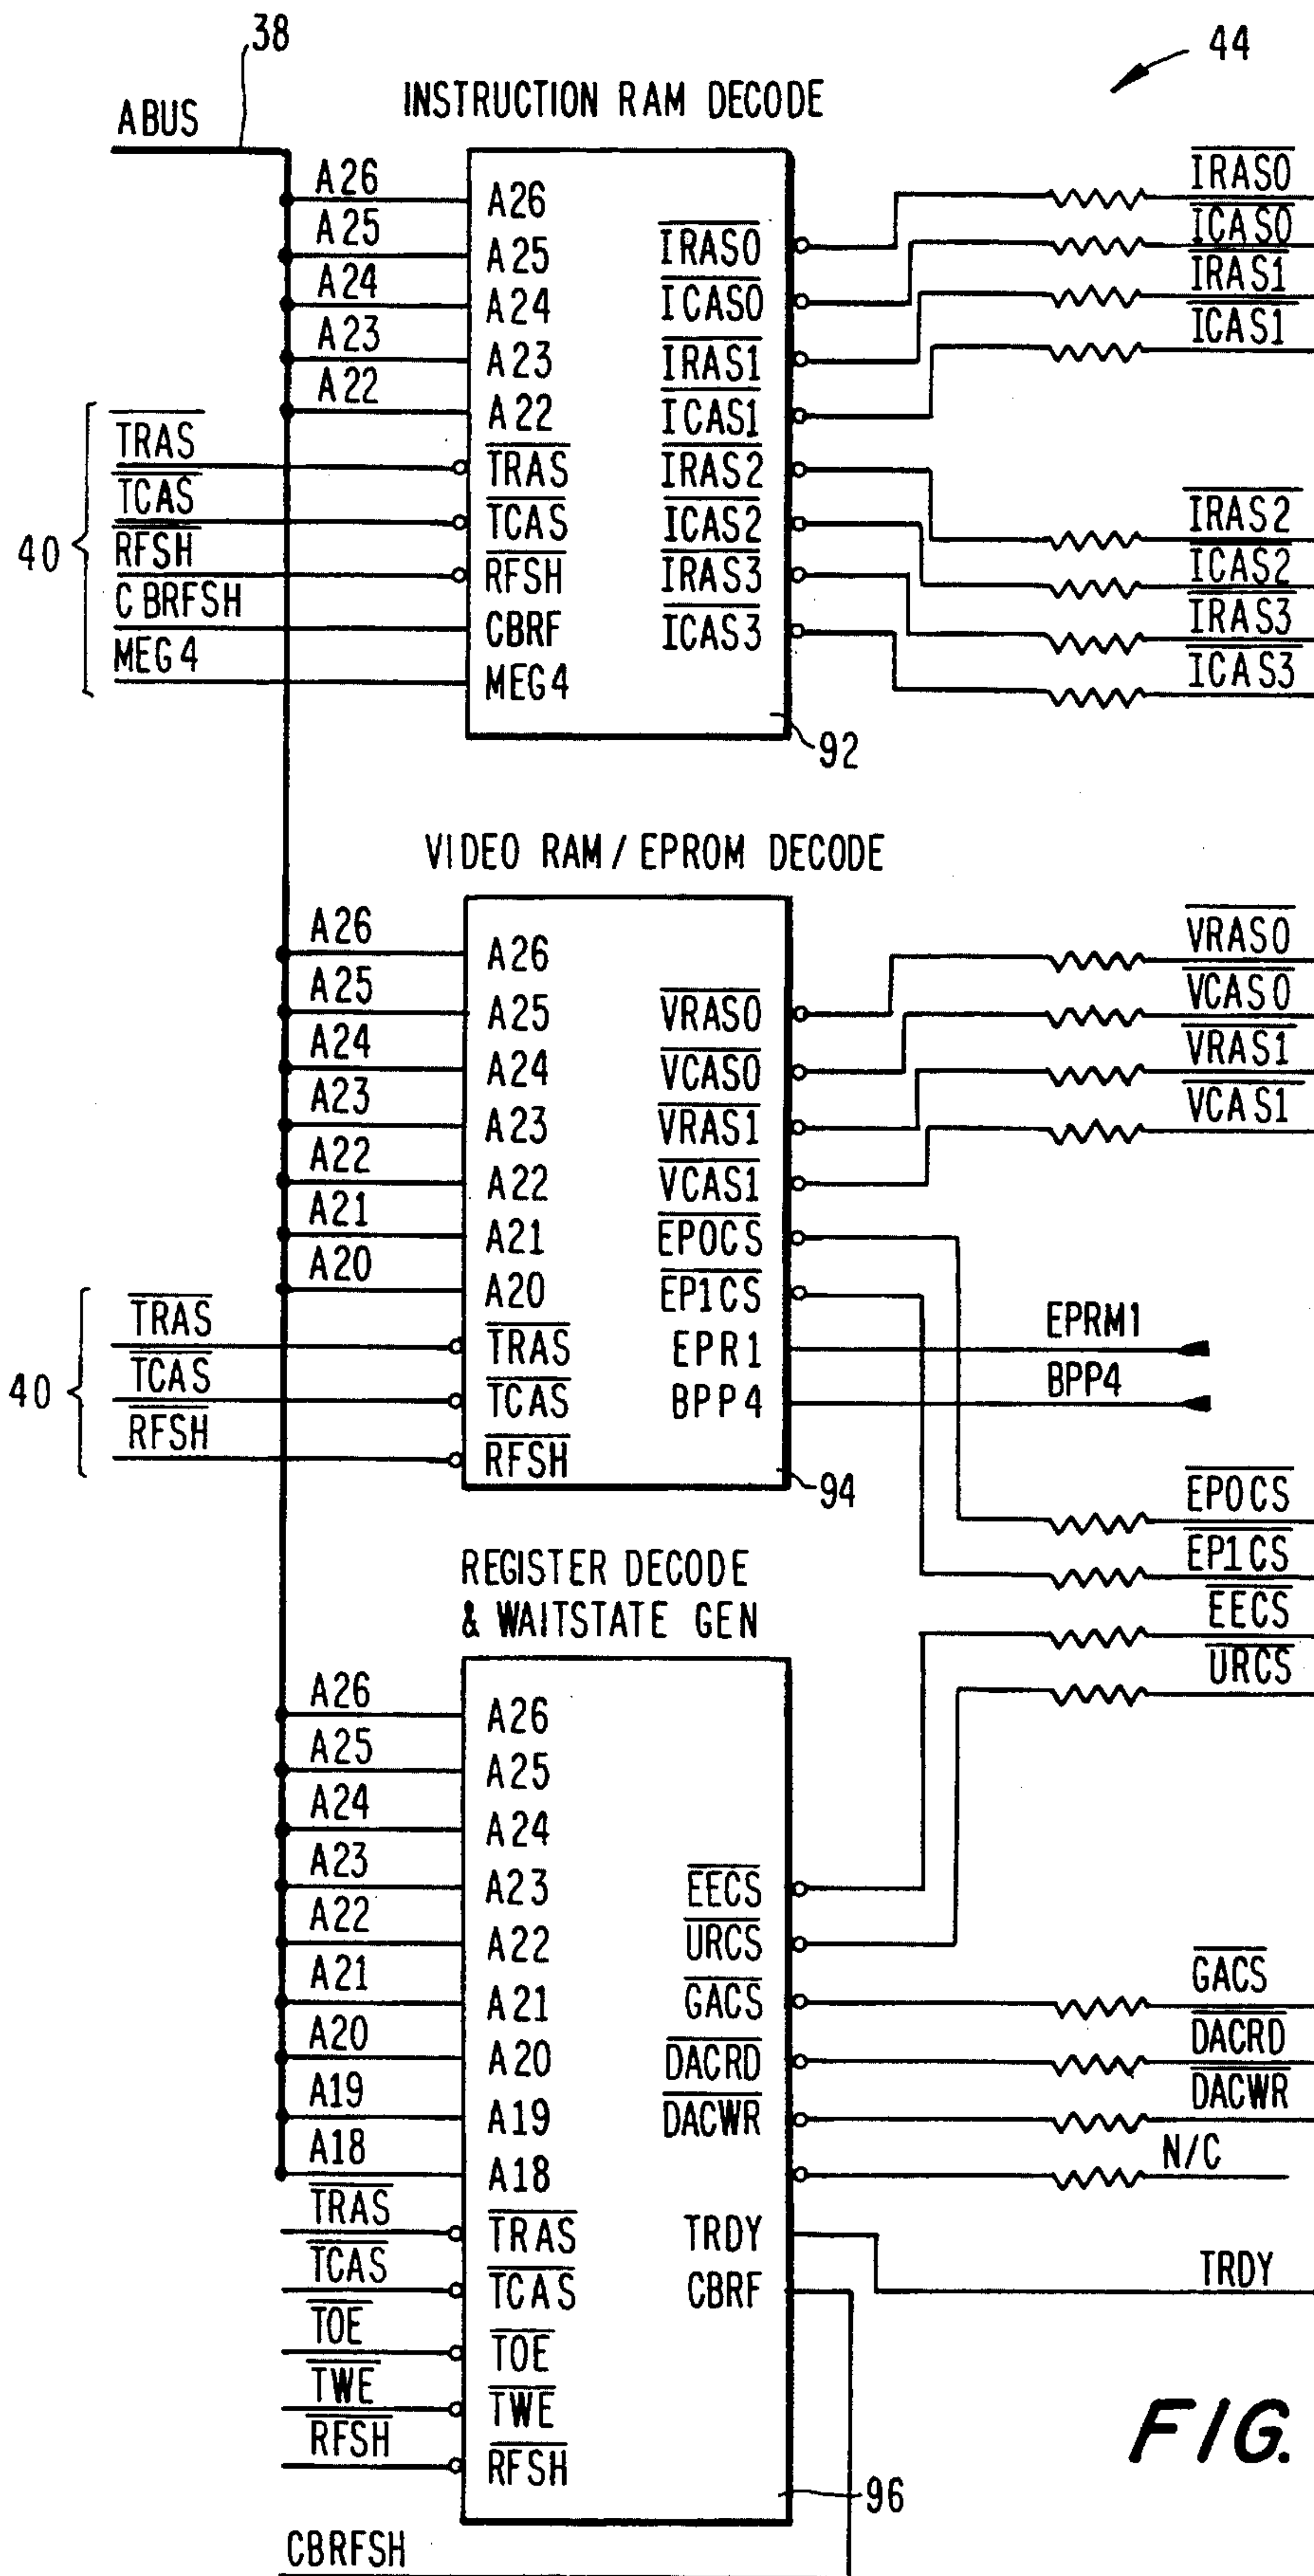 38
44
ABUS
INSTRUCTION RAM DECODE
A26 A26 IRAS0 IRAS0
A25 A25 ICAS0 ICAS0
A24 A24 IRAS1 IRAS1
A23 A23 ICAS1 ICAS1
A22 A22 IRAS2 IRAS2
TRAS TRAS ICAS2 ICAS2
TCAS TCAS IRAS3 IRAS3
RFSH RFSH ICAS3 ICAS3
CBRFSH CBRF
MEG4 MEG4
40
92
VIDEO RAM / EPROM DECODE
A26 A26
A25 A25 VRAS0 VRAS0
A24 A24 VCAS0 VCAS0
A23 A23 VRAS1 VRAS1
A22 A22 VCAS1 VCAS1
A21 A21 EP0CS
A20 A20 EP1CS
TRAS TRAS EPR1 EPRM1
TCAS TCAS BPP4 BPP4
RFSH RFSH
40
94
EP0CS
EP1CS
EECS
URCS
REGISTER DECODE
& WAITSTATE GEN
A26 A26
A25 A25
A24 A24
A23 A23 EECS
A22 A22 URCS
A21 A21 GACS GACS
A20 A20 DACRD DACRD
A19 A19 DACWR DACWR
A18 A18 N/C
TRAS TRAS TRDY TRDY
TCAS TCAS CBRF
TOE TOE
TWE TWE
RFSH RFSH
96
CBRFSH
FIG.